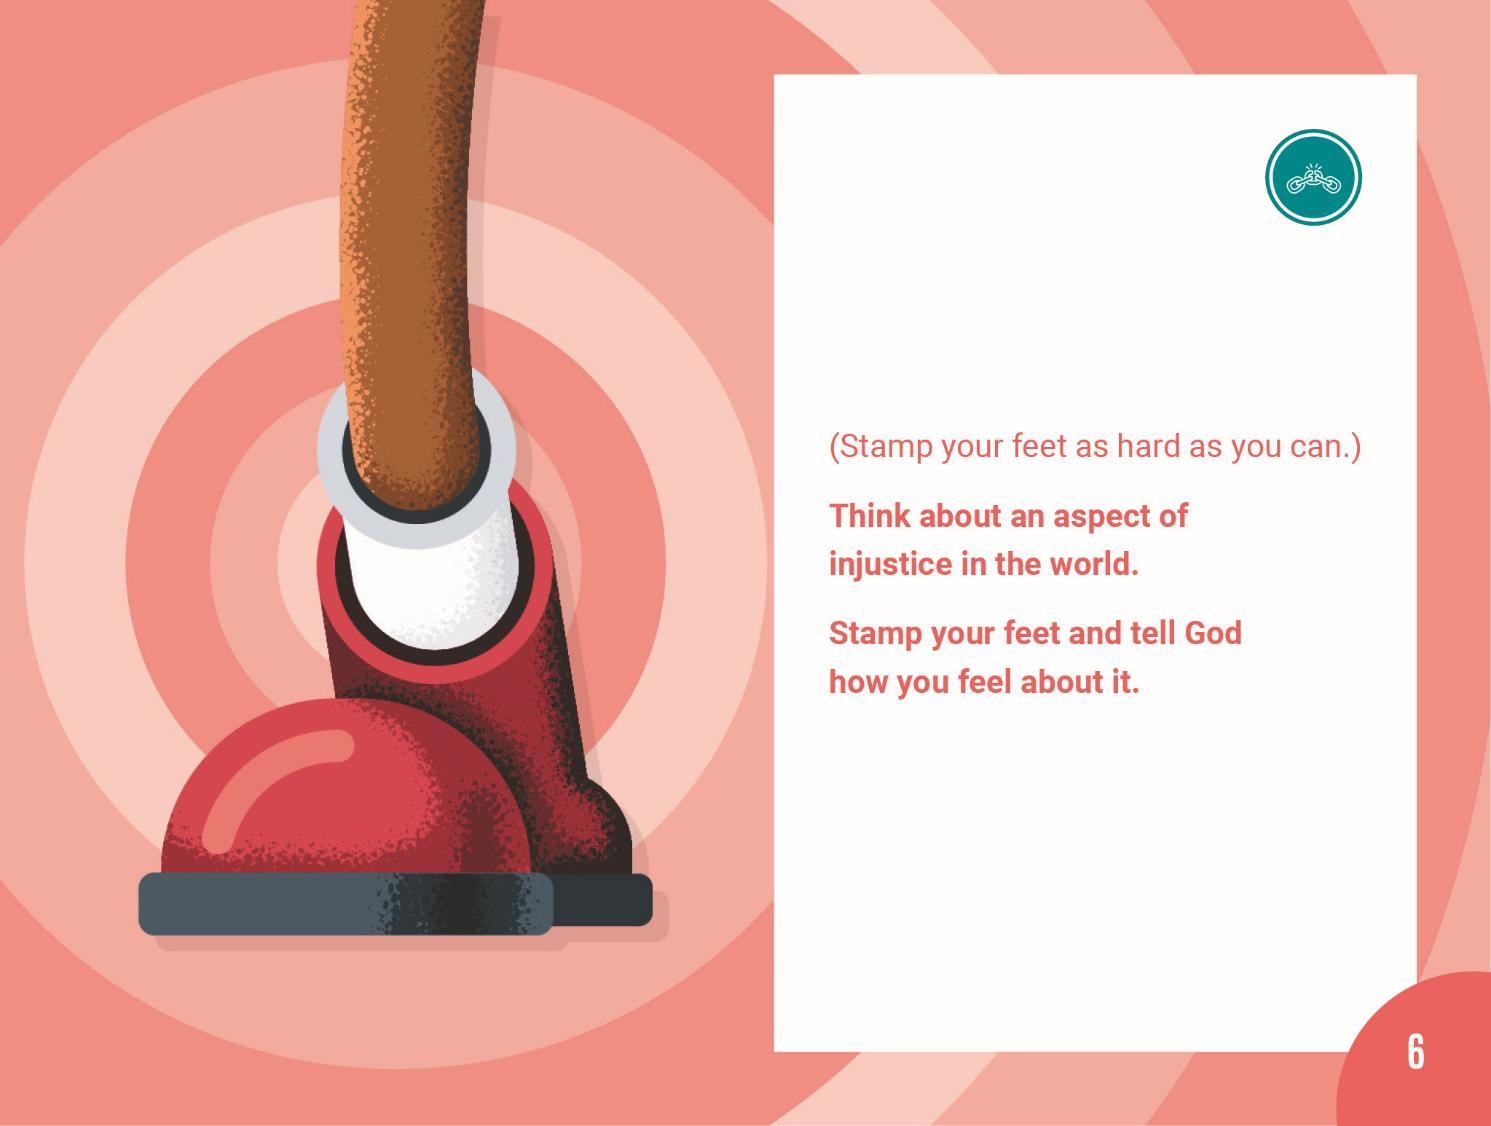 (Stamp your feet as hard as you can.)
Think about an aspect of
injustice in the world.
Stamp your feet and tell God
how you feel about it.
6